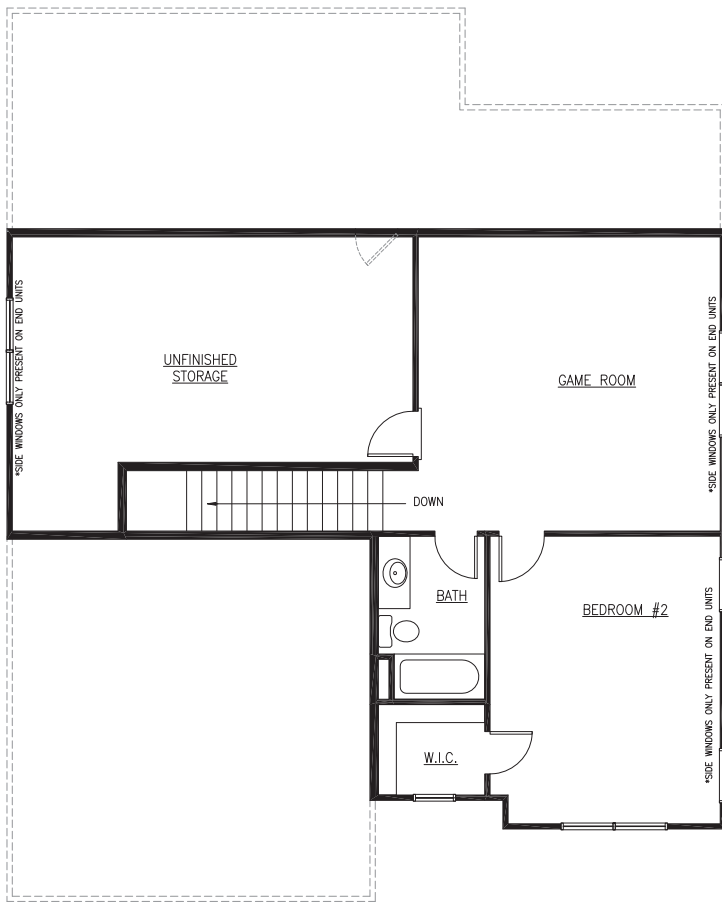 *SIDE WINDOWS ONLY PRESENT ON END UNITS
UNFINISHED
STORAGE
GAME ROOM
*SIDE WINDOWS ONLY PRESENT ON END UNITS
DOWN
BATH
BEDROOM #2
*SIDE WINDOWS ONLY PRESENT ON END UNITS
W.I.C.